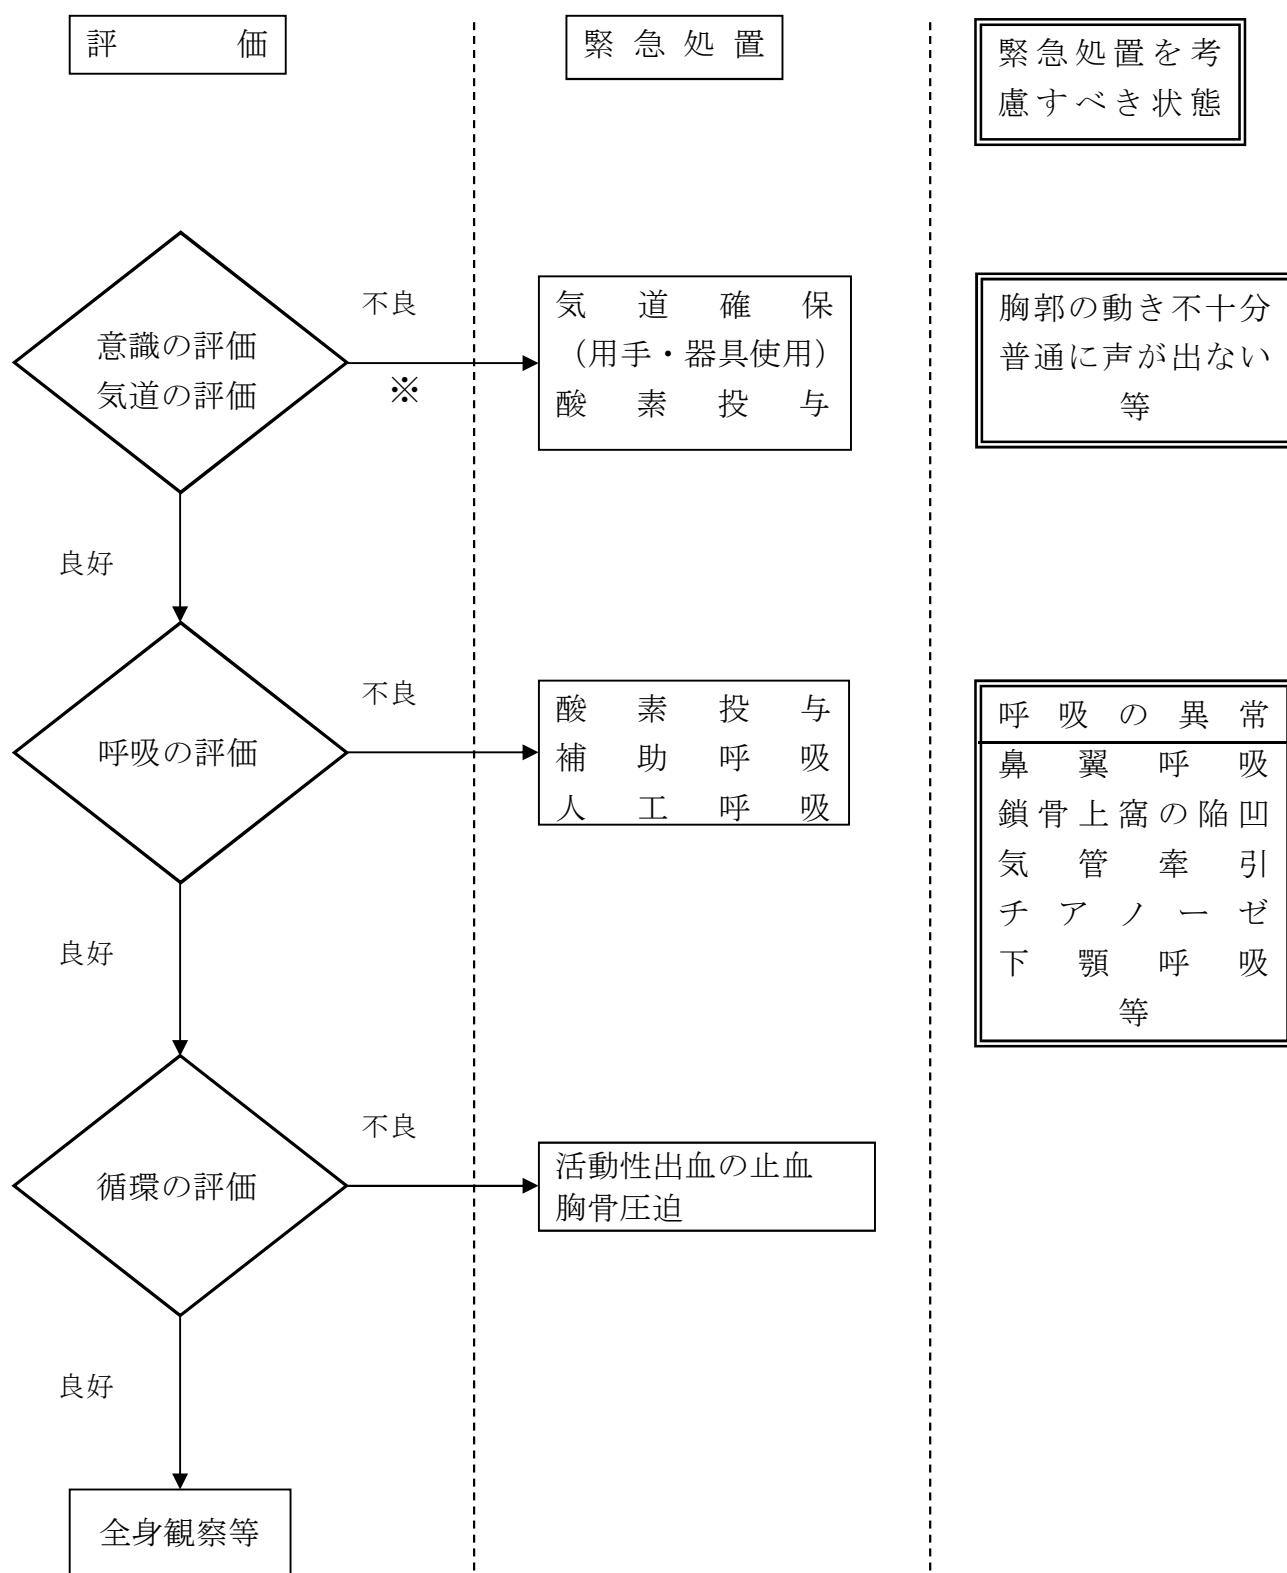 評価
緊急処置
緊急処置を考
慮すべき状態
意識の評価
気道の評価
不良
※
気道確保
（用手・器具使用）
酸素投与
胸郭の動き不十分
普通に声が出ない
等
良好
呼吸の評価
不良
酸素投与
補助呼吸
人工呼吸
呼吸の異常
鼻翼呼吸
鎖骨上窩の陥凹
気管牽引
チアノーゼ
下顎呼吸
等
良好
循環の評価
不良
活動性出血の止血
胸骨圧迫
良好
全身観察等